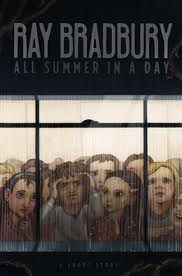 RAY BRADBURY
ALL SUMMER IN A DAY
A SHORT STORY